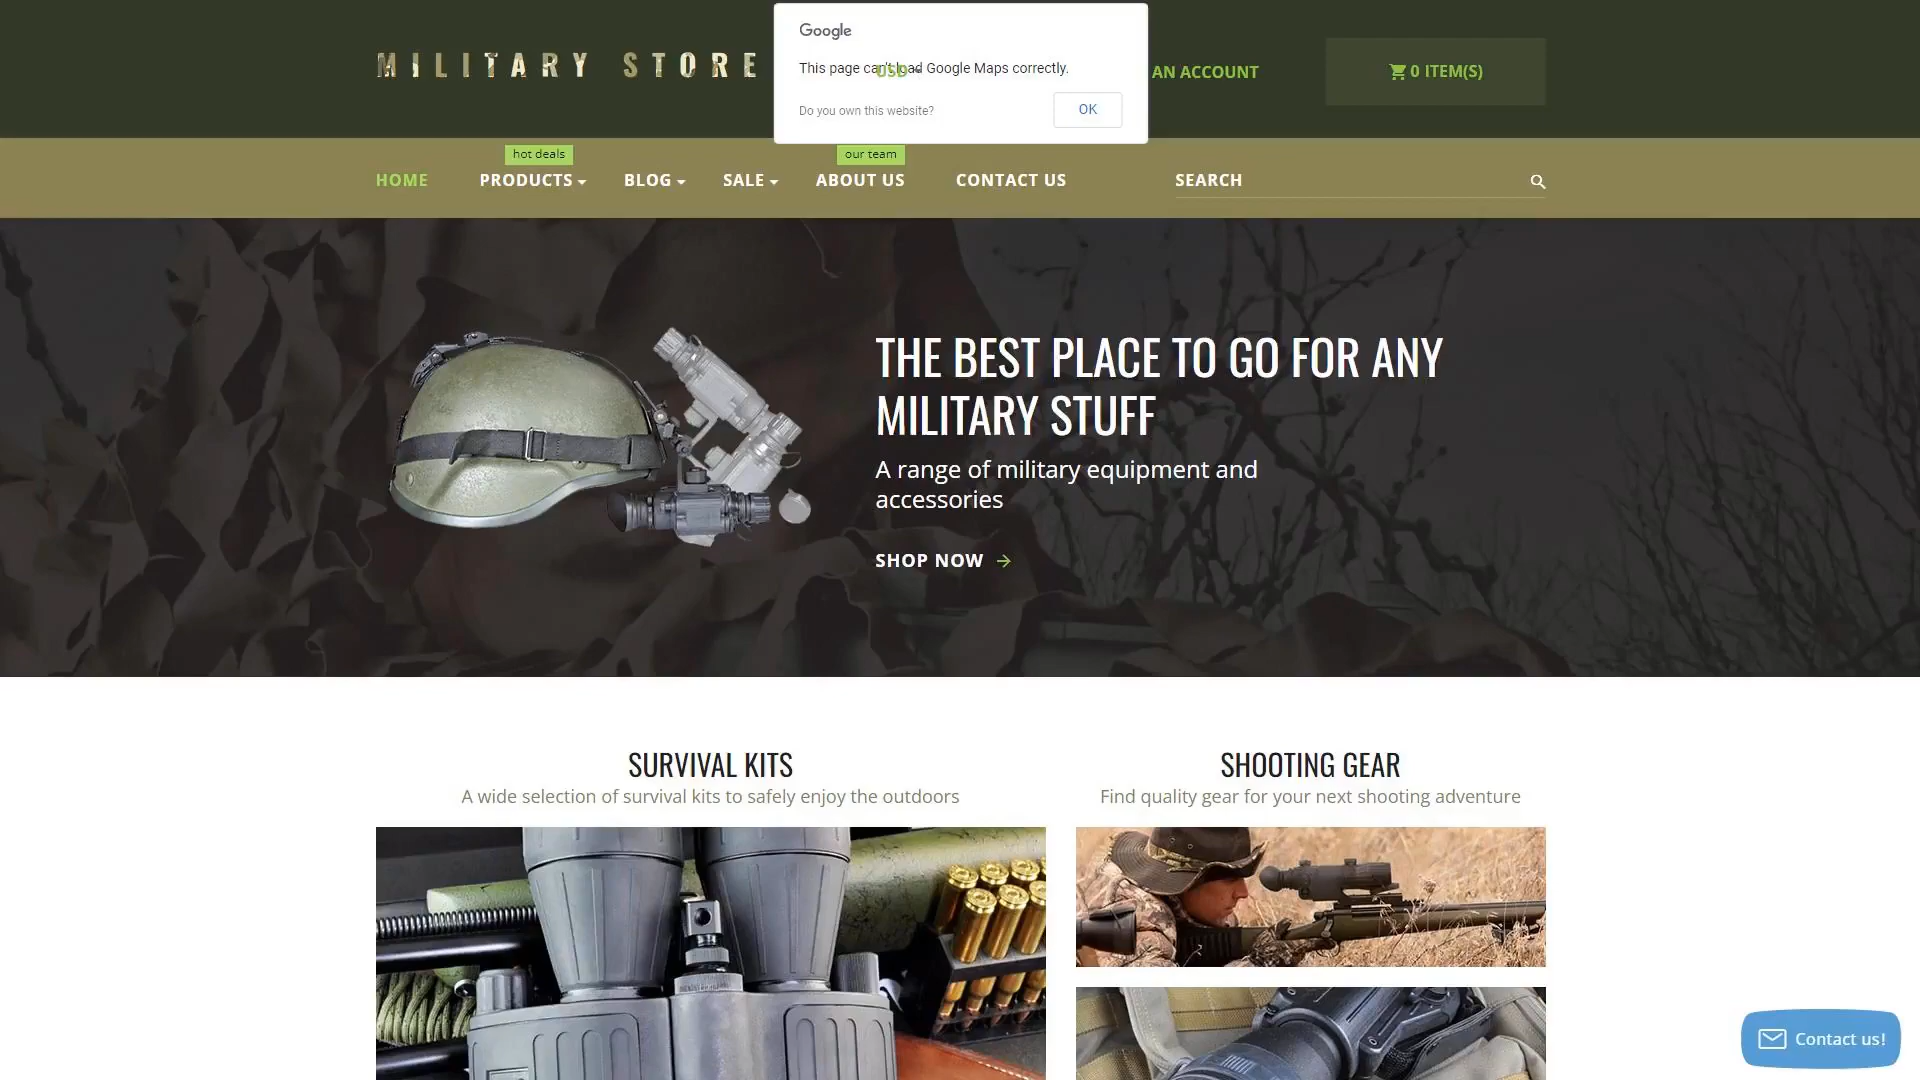 MILITARY STORE
Google
This page can't load Google Maps correctly.
USD
Do you own this website?
OK
AN ACCOUNT
0 ITEM(S)
hot deals
our team
HOME
PRODUCTS
BLOG
SALE
ABOUT US
CONTACT US
SEARCH
THE BEST PLACE TO GO FOR ANY
MILITARY STUFF
A range of military equipment and
accessories
SHOP NOW
SURVIVAL KITS
A wide selection of survival kits to safely enjoy the outdoors
SHOOTING GEAR
Find quality gear for your next shooting adventure
Contact us!